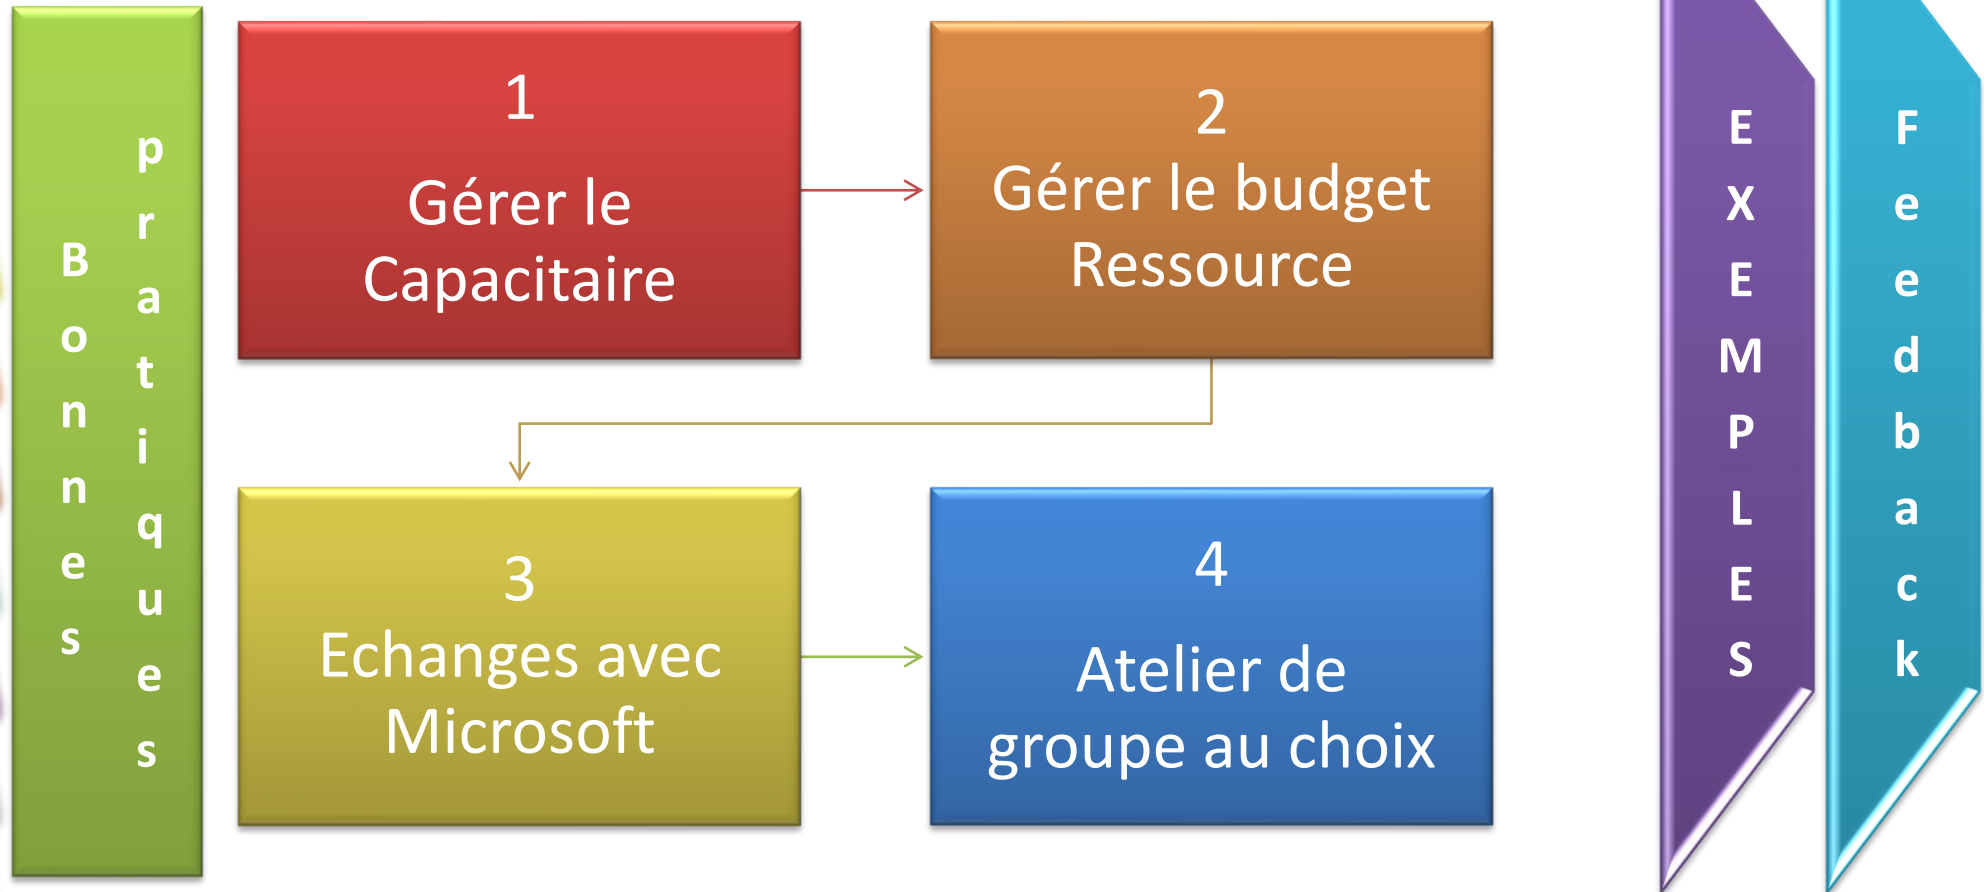 Bonnes
pratiques
1
Gérer le
Capacitaire
2
Gérer le budget
Ressource
3
Echanges avec
Microsoft
4
Atelier de
groupe au choix
EXEMPLES
Feedback